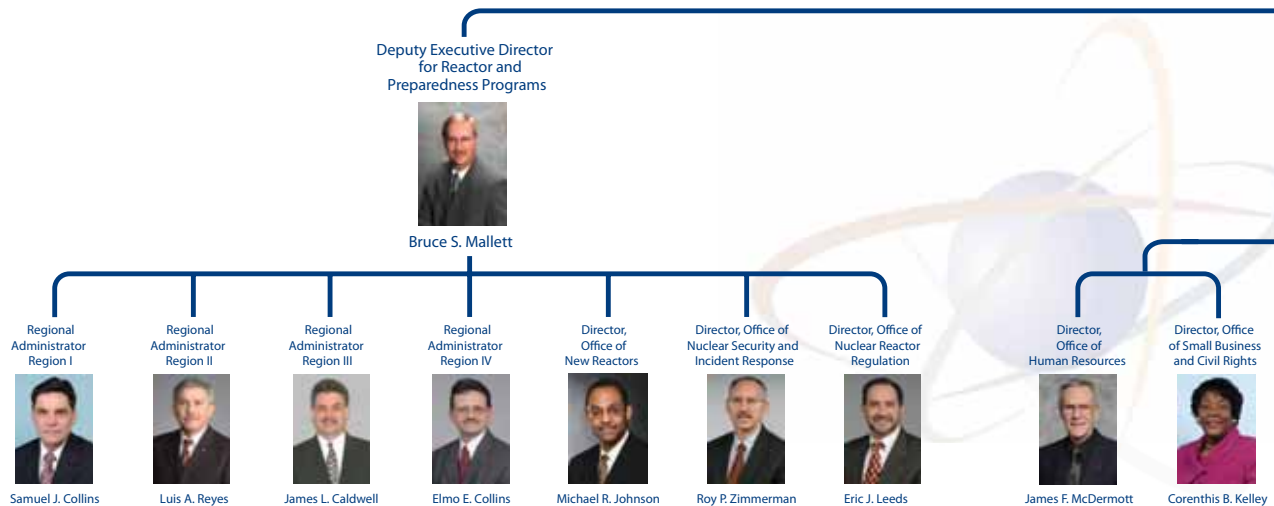 Deputy Executive Director
for Reactor and
Preparedness Programs
Bruce S. Mallett
Regional
Administrator
Region I
Samuel J. Collins
Regional
Administrator
Region II
Luis A. Reyes
Regional
Administrator
Region III
James L. Caldwell
Regional
Administrator
Region IV
Elmo E. Collins
Director,
Office of
New Reactors
Michael R. Johnson
Director, Office of
Nuclear Security and
Incident Response
Roy P. Zimmerman
Director, Office of
Nuclear Reactor
Regulation
Eric J. Leeds
Director,
Office of
Human Resources
James F. McDermott
Director, Office
of Small Business
and Civil Rights
Corenthis B. Kelley